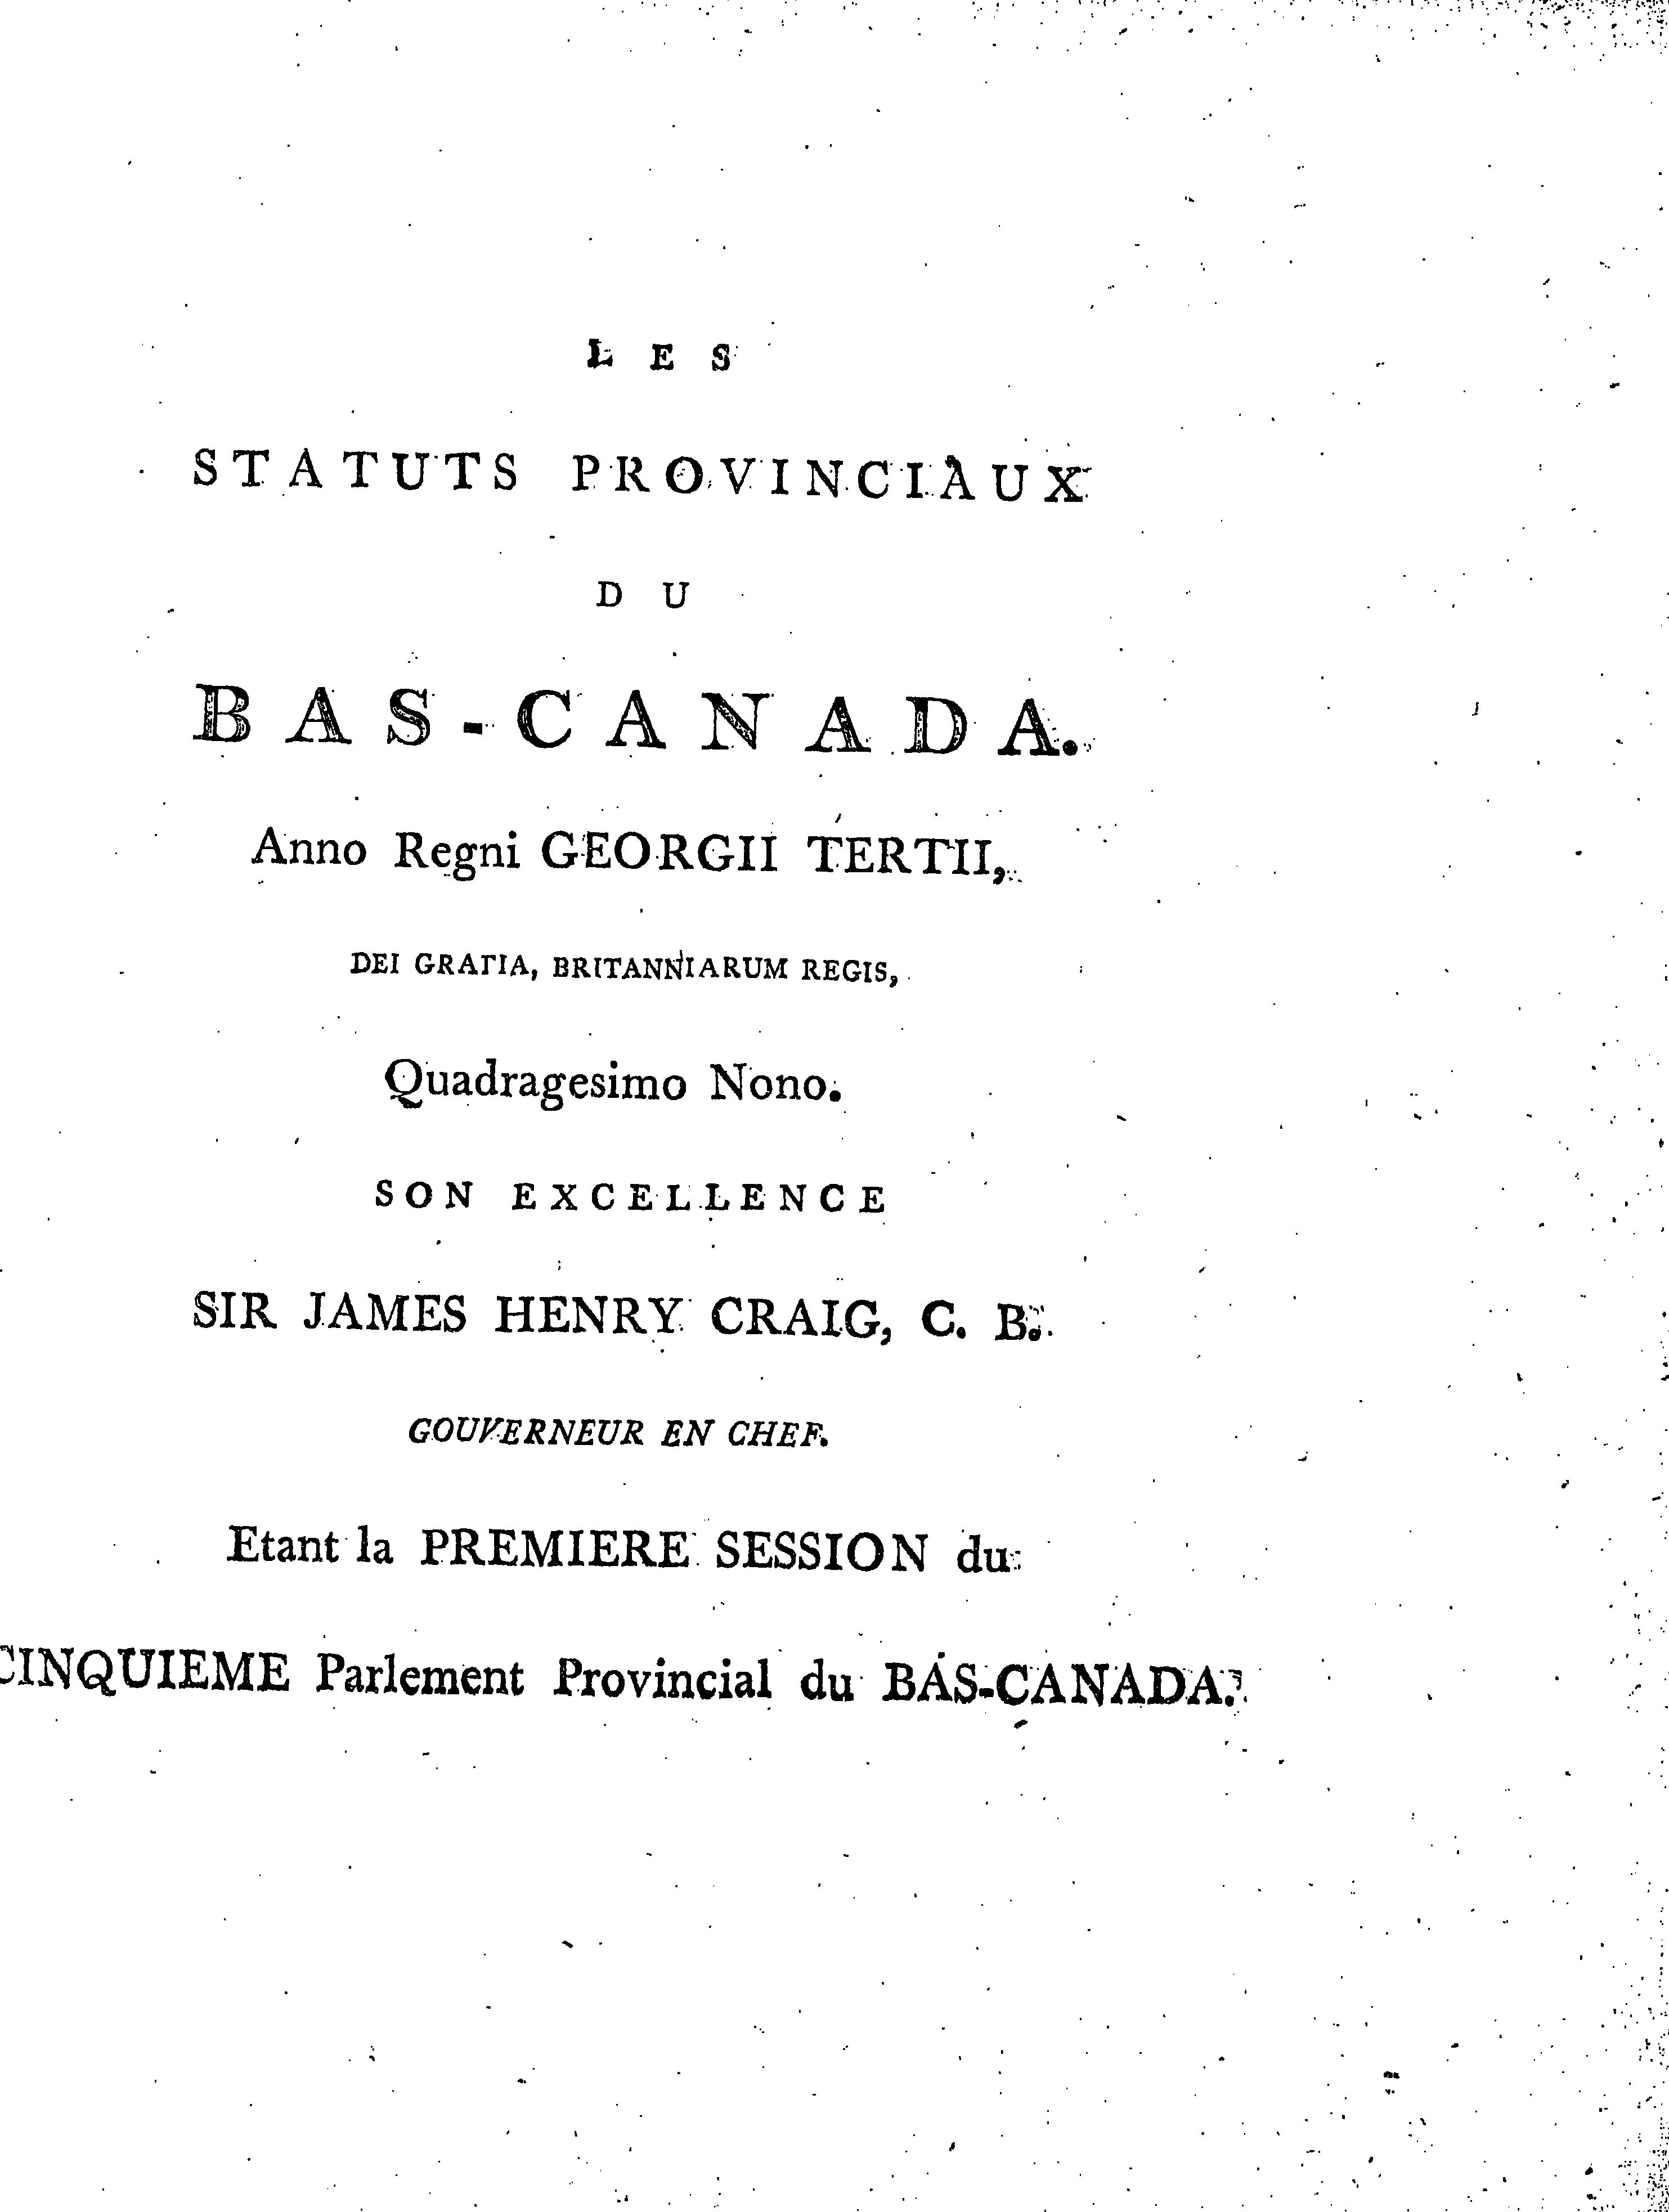 LES
STATUTS PROVINCIAUX
DU
BAS-CANADA.
Anno Regni GEORGII TERTII,
DEI GRATIA, BRITANNIARUM REGIS,
Quadragesimo Nono.
SON EXCELLENCE
SIR JAMES HENRY CRAIG, C. B.
GOUVERNEUR EN CHEF.
Etant la PREMIERE SESSION du
CINQUIEME Parlement Provincial du BAS-CANADA.